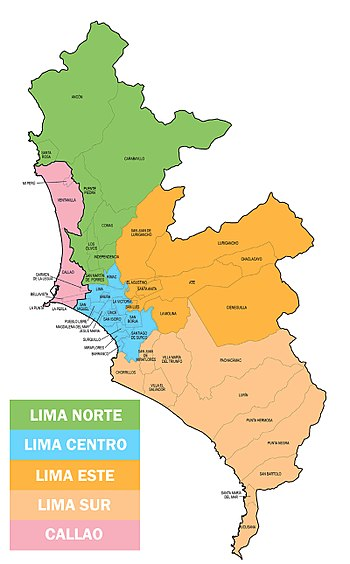 ANCÓN
SANTA
ROSA
CARABAYLLO
MI PERÚ
VENTANILLA
PUENTE
PIEDRA
COMAS
SAN JUAN DE
LURIGANCHO
LURIGANCHO
LOS
OLIVOS
INDEPENDENCIA
CHACLACAYO
CARMEN
DE LA LEGUA
CALLAO
SAN MARTÍN
DE PORRES
RÍMAC
EL AGUSTINO
SANTA ANITA
ATE
BELLAVISTA
LIMA
BREÑA
LA VICTORIA
CIENEGUILLA
LA PUNTA
LA PERLA
SAN
MIGUEL
LINCE
SAN LUIS
LA MOLINA
PUEBLO LIBRE
SAN ISIDRO
SAN
BORJA
MAGDALENA DEL MAR
JESÚS MARÍA
SURQUILLO
SANTIAGO
DE SURCO
MIRAFLORES
BARRANCO
SAN JUAN
DE
MIRAFLORES
VILLA MARÍA
DEL TRIUNFO
PACHACÁMAC
CHORRILLOS
VILLA EL
SALVADOR
LURÍN
PUNTA HERMOSA
PUNTA NEGRA
SAN BARTOLO
SANTA MARÍA
DEL MAR
PUCUSANA
LIMA NORTE
LIMA CENTRO
LIMA ESTE
LIMA SUR
CALLAO